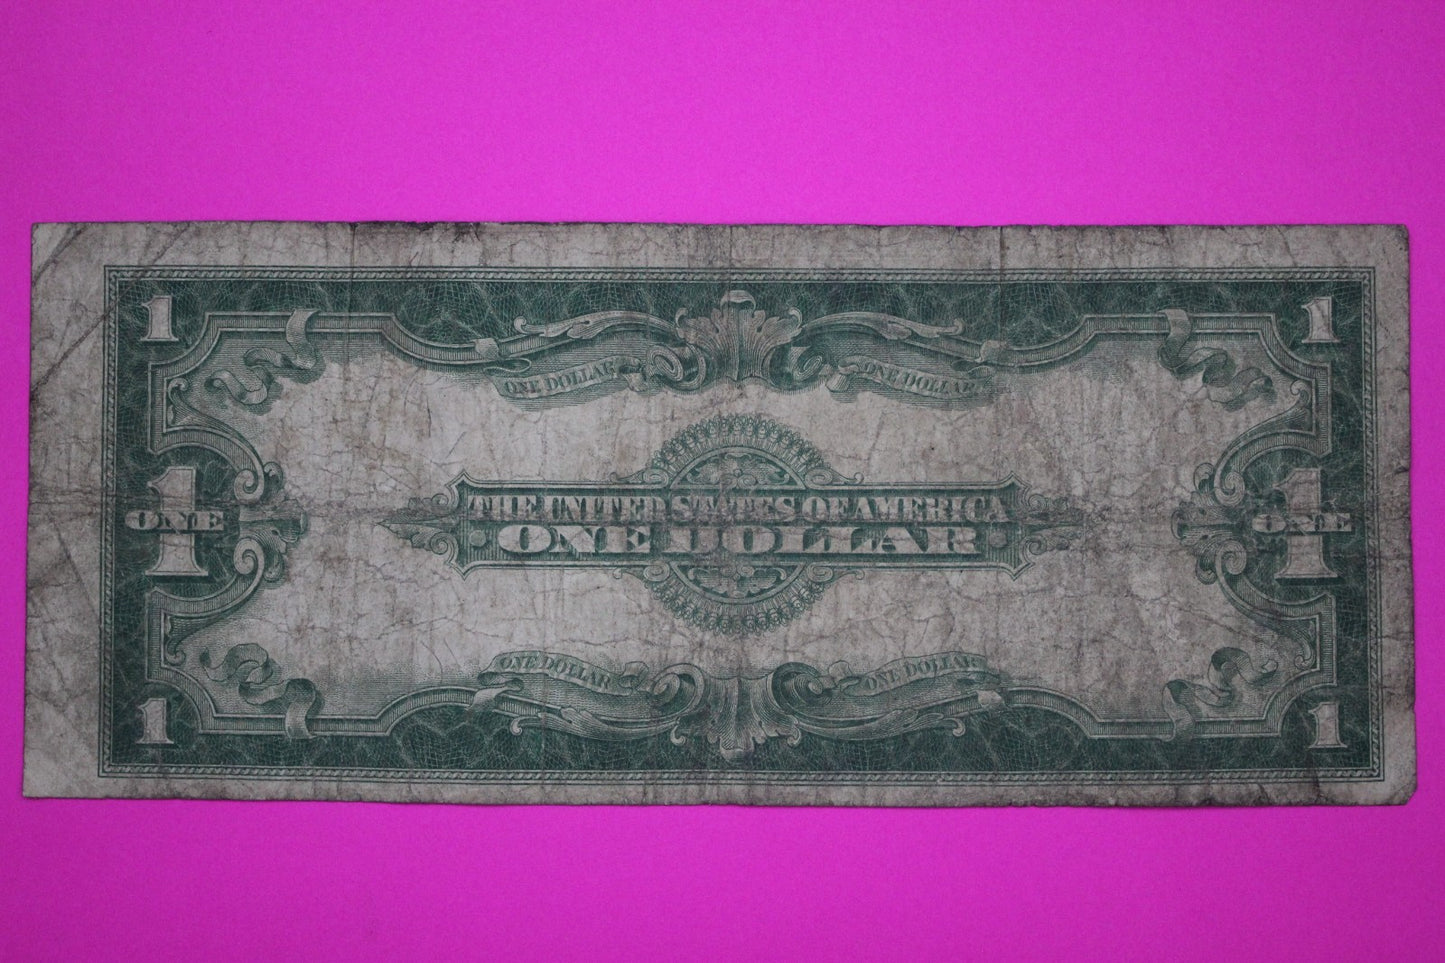 1 1
ONE DOLLAR ONE DOLLAR
THE UNITED STATES OF AMERICA
1 ONE ONE DOLLAR 1 ONE
ONE DOLLAR ONE DOLLAR
1 1